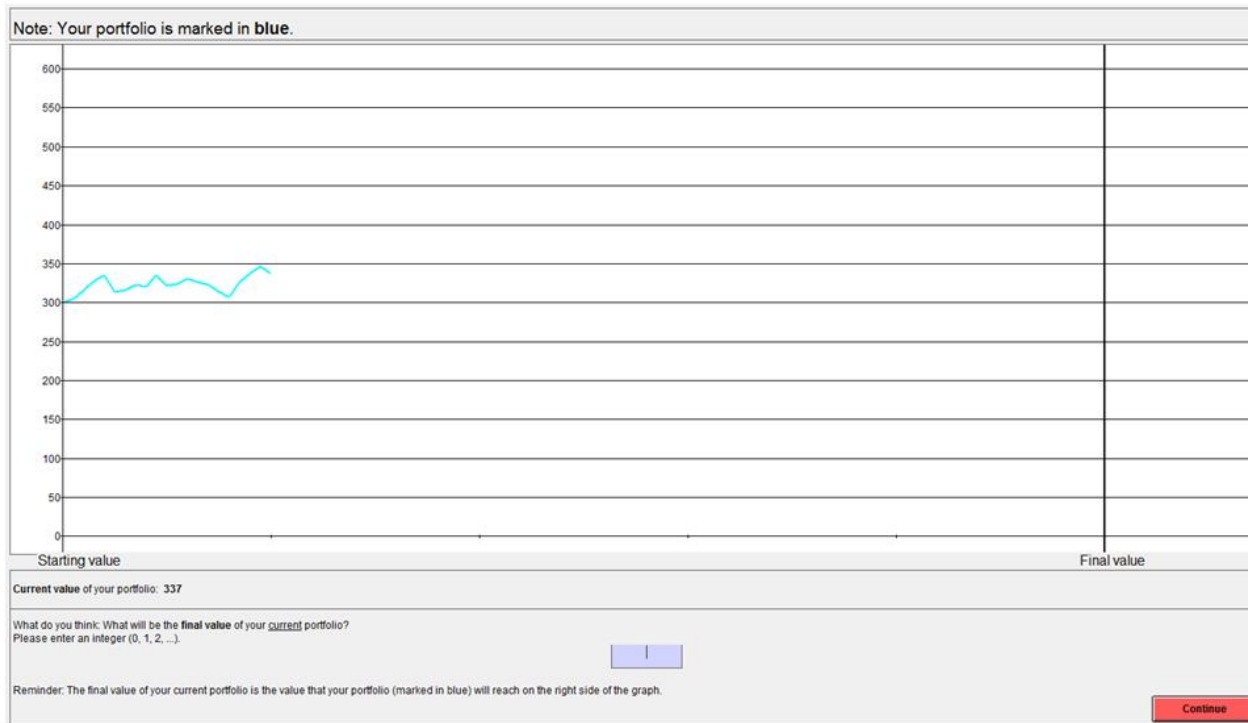 Note: Your portfolio is marked in blue.
600
550
500
450
400
350
300
250
200
150
100
50
0
Starting value
Final value
Current value of your portfolio: 337
What do you think: What will be the final value of your current portfolio?
Please enter an integer (0, 1, 2, ...).
Reminder: The final value of your current portfolio is the value that your portfolio (marked in blue) will reach on the right side of the graph.
Continue